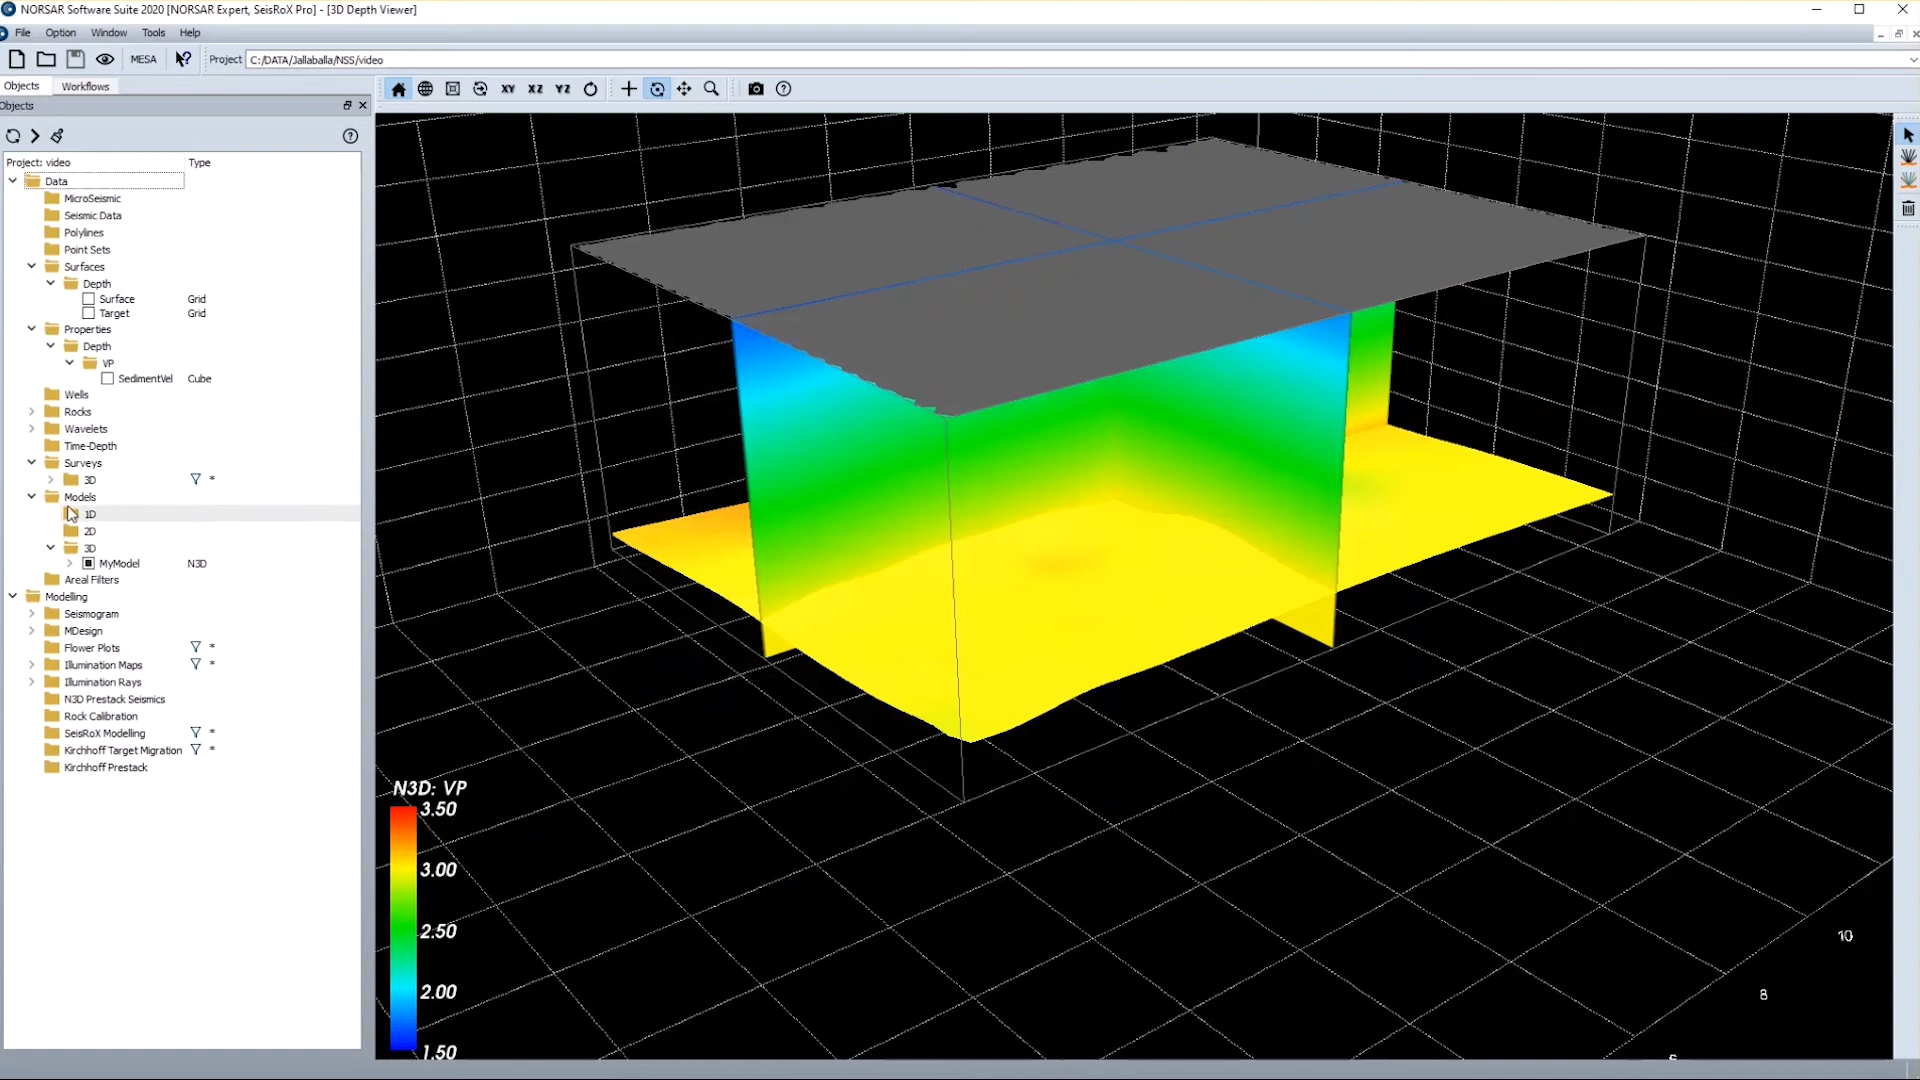 NORSAR Software Suite 2020 [NORSAR Expert, SeisRoX Pro] - [3D Depth Viewer]
File Option Window Tools Help
MESA Project C:/DATA/Jallaballa/NSS/video
Objects Workflows
XY XZ YZ
Objects
Project: video Type
Data
MicroSeismic
Seismic Data
Polylines
Point Sets
Surfaces
Depth
Surface Grid
Target Grid
Properties
Depth
VP
SedimentVel Cube
Wells
Rocks
Wavelets
Time-Depth
Surveys
3D *
Models
1D
2D
3D
MyModel N3D
Areal Filters
Modelling
Seismogram
MDesign
Flower Plots *
Illumination Maps *
Illumination Rays
N3D Prestack Seismics
Rock Calibration
SeisRoX Modelling *
Kirchhoff Target Migration *
Kirchhoff Prestack
N3D: VP
3.50
3.00
2.50
2.00
1.50
10
8